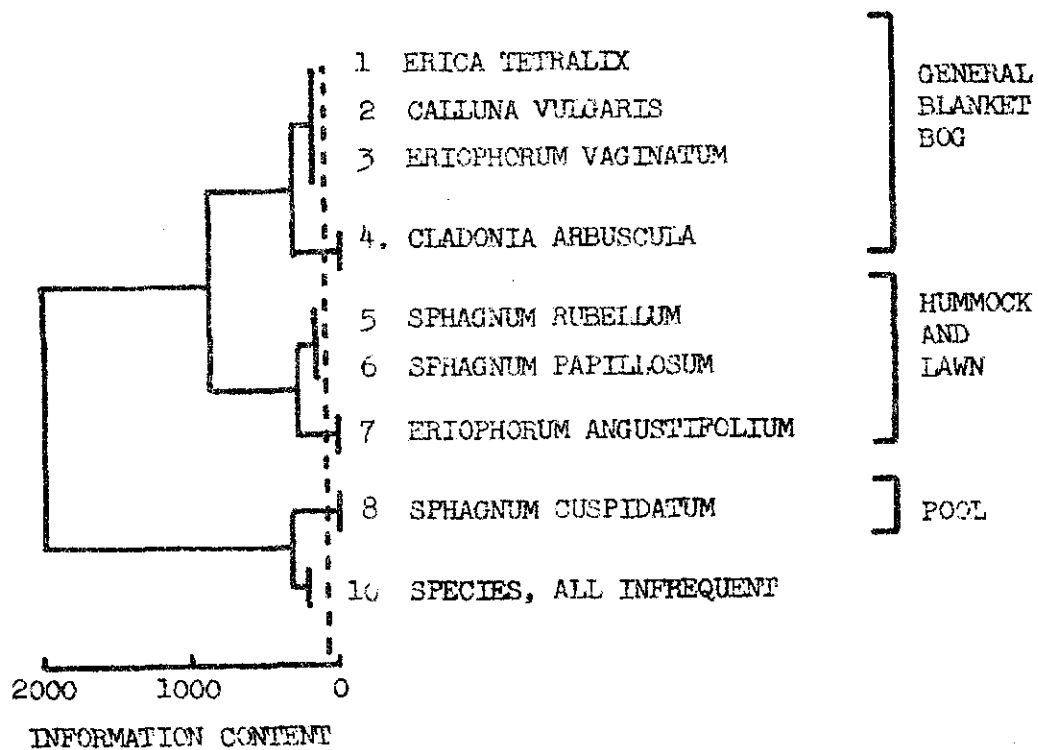 1 ERICA TETRALIX
2 CALLUNA VULGARIS
3 ERIOPHORUM VAGINATUM
4. CLADONIA ARBUSCULA
GENERAL
BLANKET
BOG
5 SPHAGNUM RUBELLUM
6 SPHAGNUM PAPILLOSUM
7 ERIOPHORUM ANGUSTIFOLIUM
HUMMOCK
AND
LAWN
8 SPHAGNUM CUSPIDATUM
POOL
10 SPECIES, ALL INFREQUENT
2000 1000 0
INFORMATION CONTENT